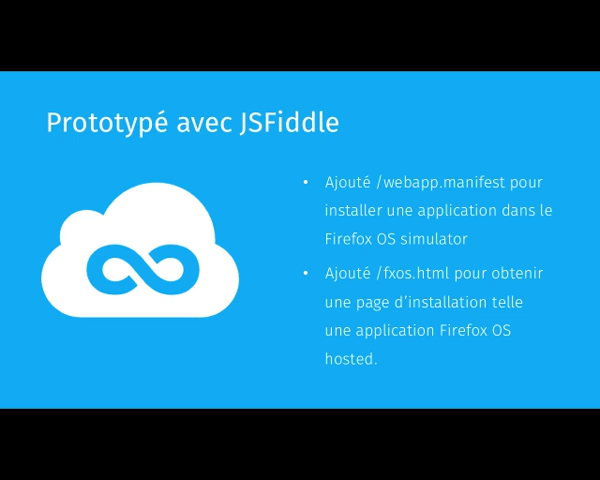 Prototypé avec JSFiddle
• Ajouté /webapp.manifest pour
installer une application dans le
Firefox OS simulator
• Ajouté /fxos.html pour obtenir
une page d’installation telle
une application Firefox OS
hosted.